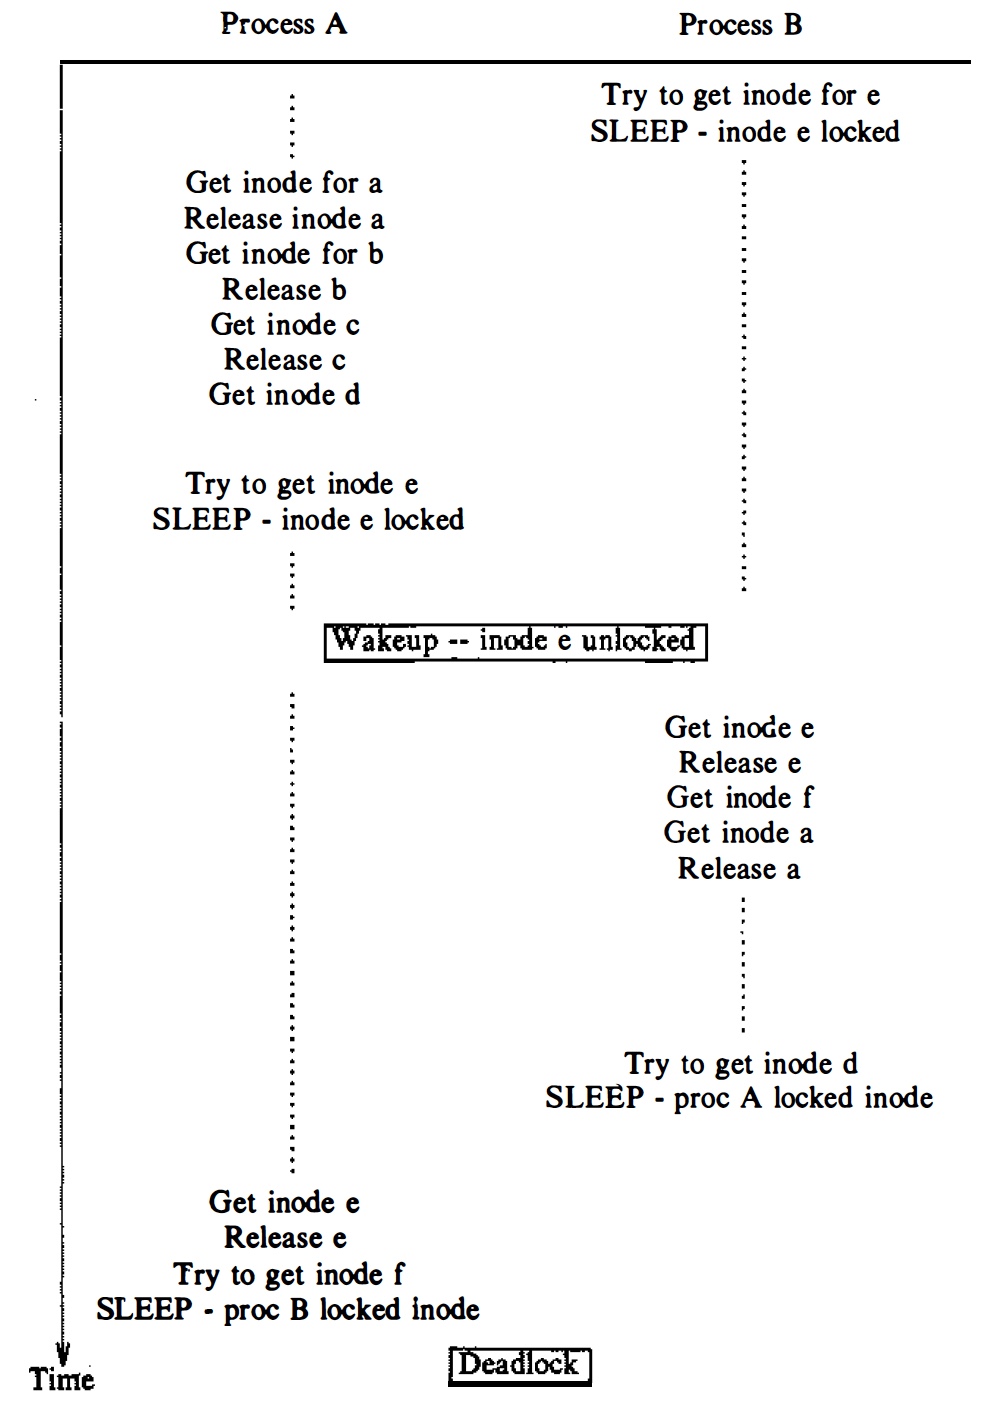 Process A
Process B
Try to get inode for e
SLEEP - inode e locked
Get inode for a
Release inode a
Get inode for b
Release b
Get inode c
Release c
Get inode d
Try to get inode e
SLEEP - inode e locked
Wakeup -- inode e unlocked
Get inode e
Release e
Get inode f
Get inode a
Release a
Try to get inode d
SLEEP - proc A locked inode
Get inode e
Release e
Try to get inode f
SLEEP - proc B locked inode
Deadlock
Time